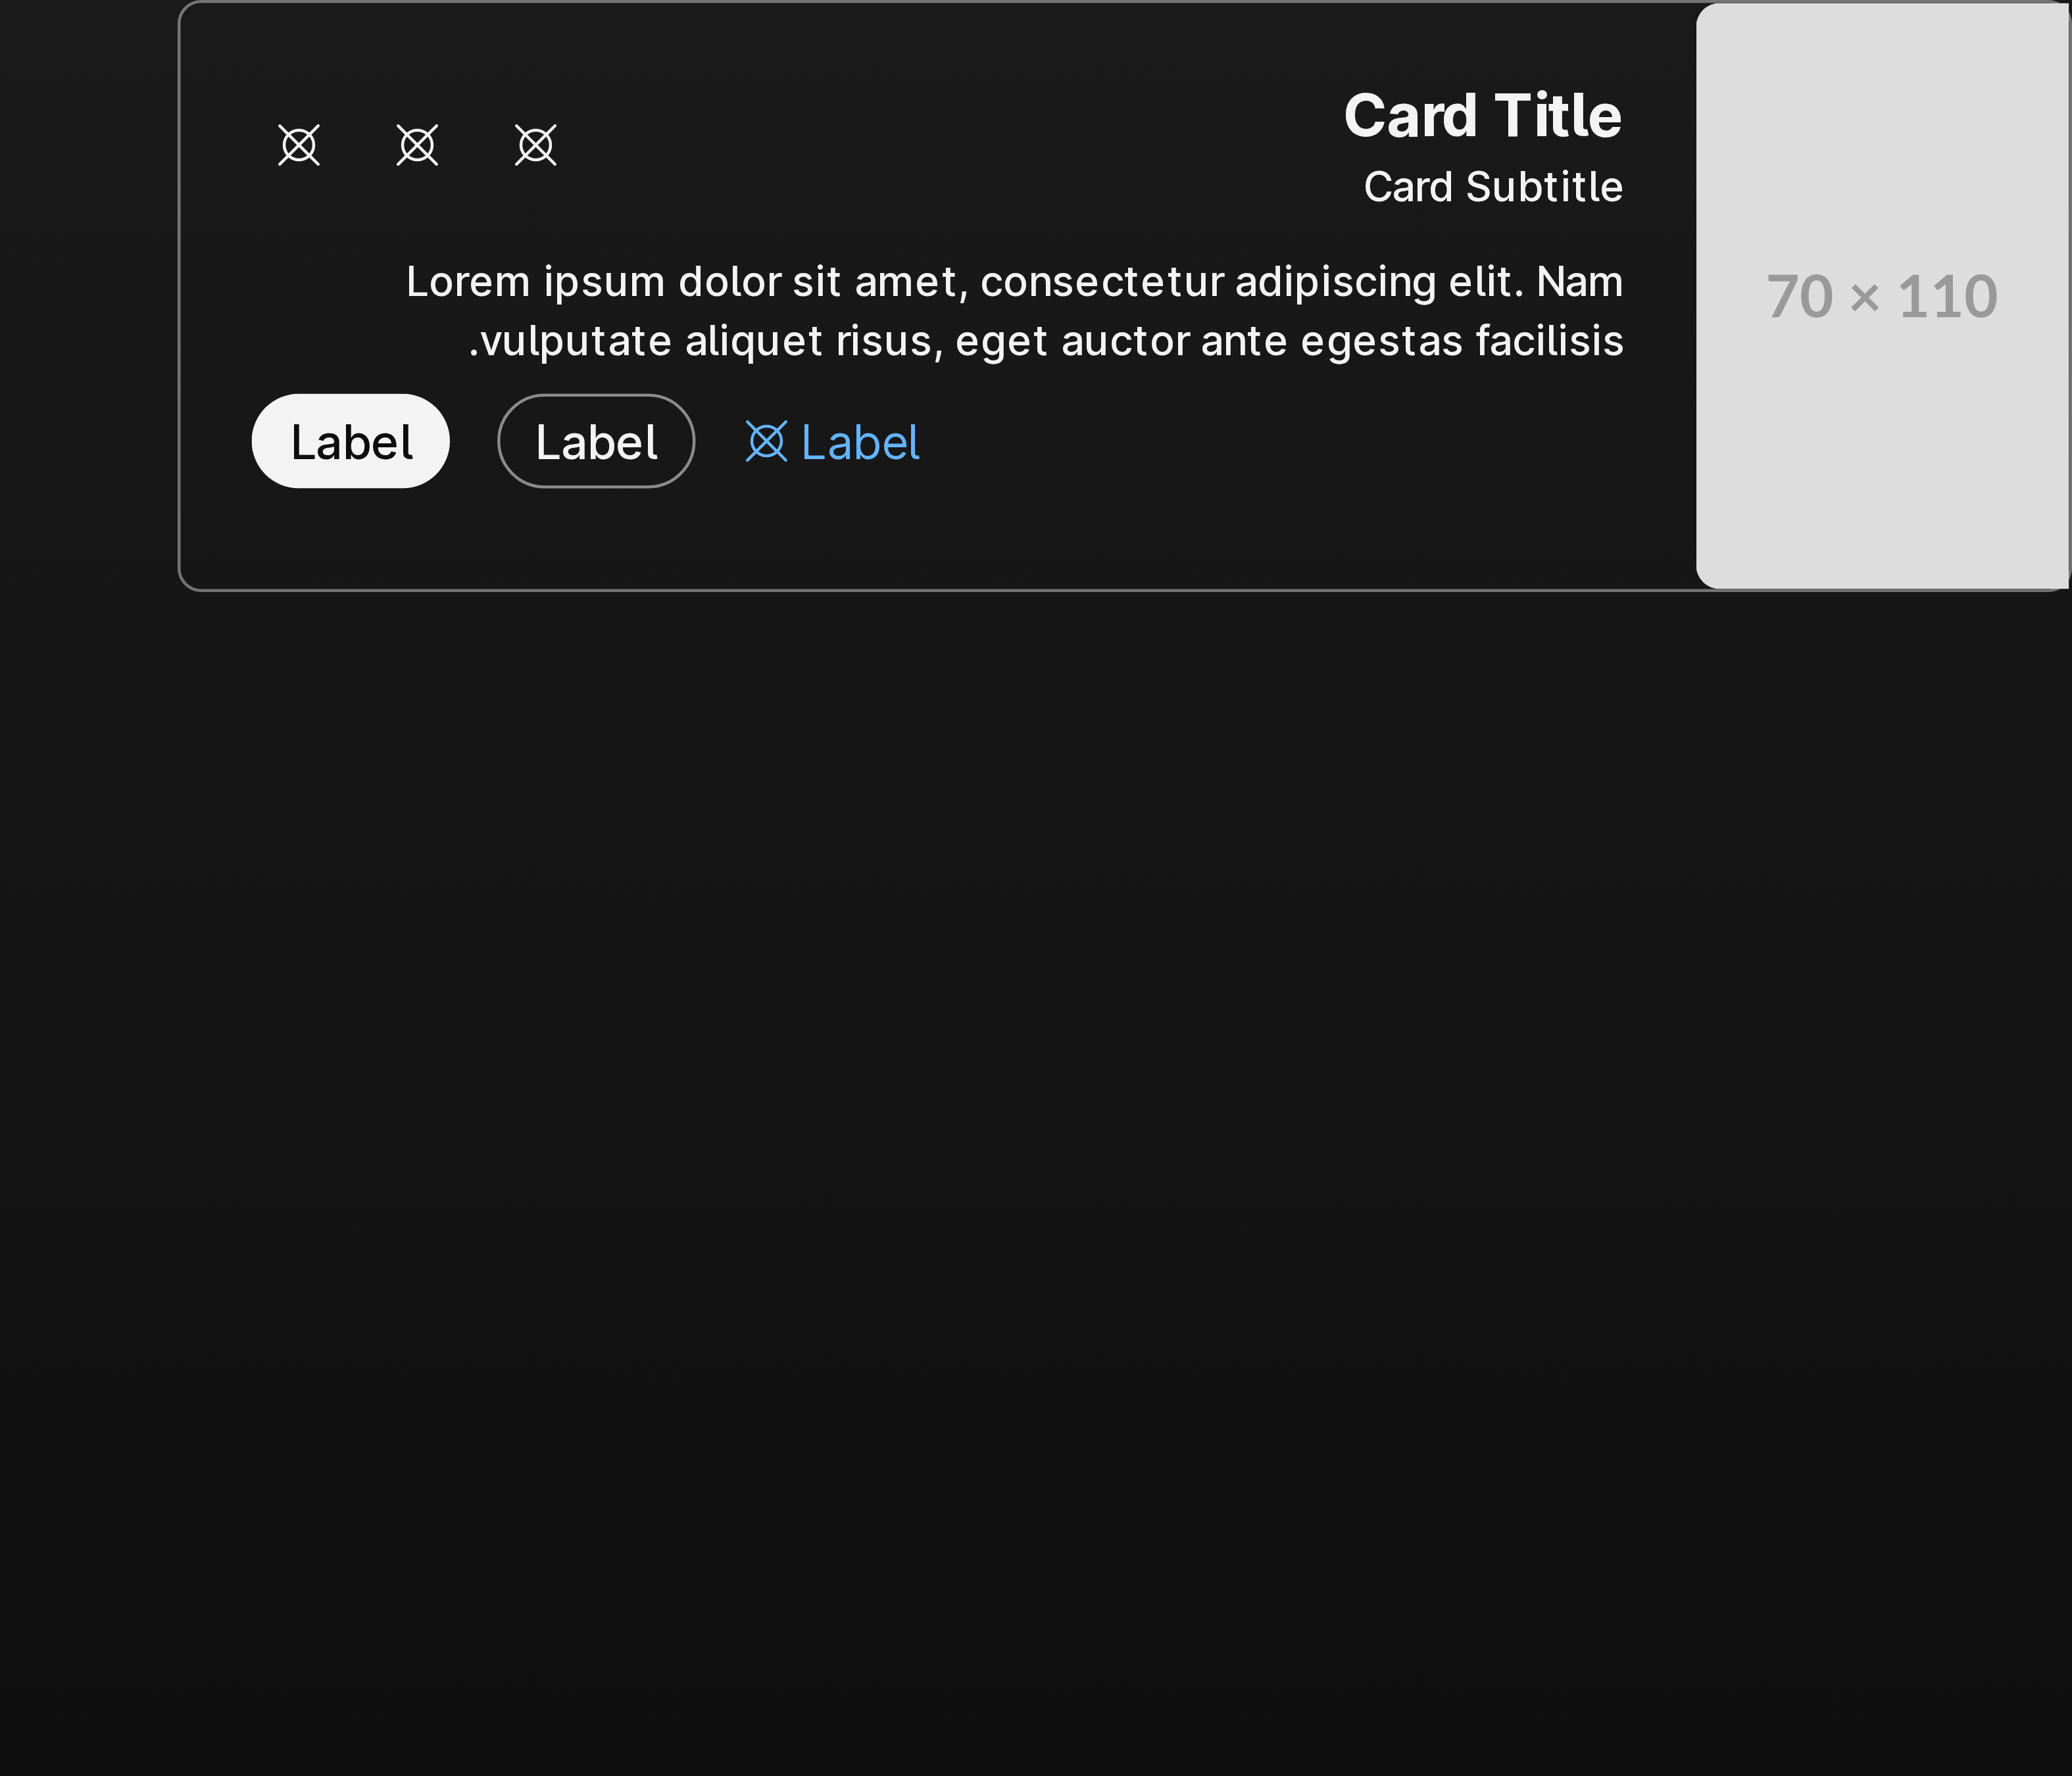 Card Title
Card Subtitle
Lorem ipsum dolor sit amet, consectetur adipiscing elit. Nam
.vulputate aliquet risus, eget auctor ante egestas facilisis
Label
Label
Label
70 × 110